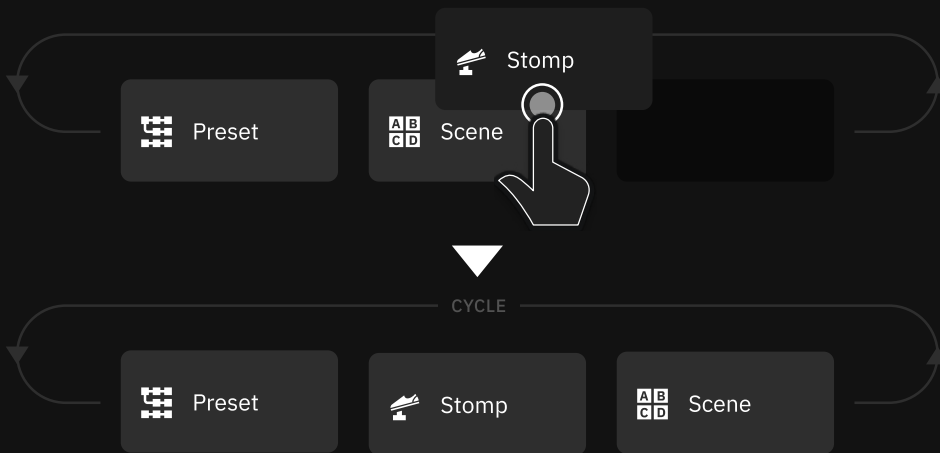 Stomp
Preset
A B
C D
Scene
CYCLE
Preset
Stomp
A B
C D
Scene